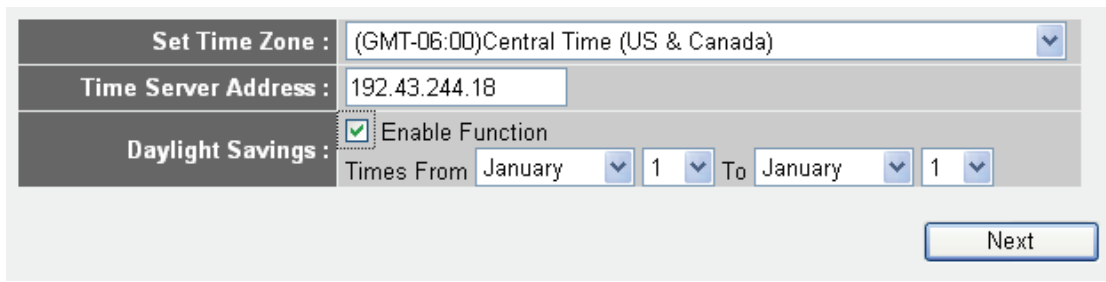 Set Time Zone : (GMT-06:00)Central Time (US & Canada)
Time Server Address : 192.43.244.18
Daylight Savings : Enable Function
Times From January 1 To January 1
Next